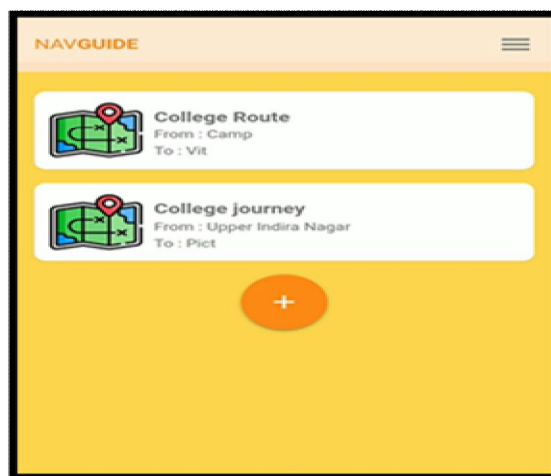 NAVGUIDE
College Route
From : Camp
To : Vit
College journey
From : Upper Indira Nagar
To : Pict
+